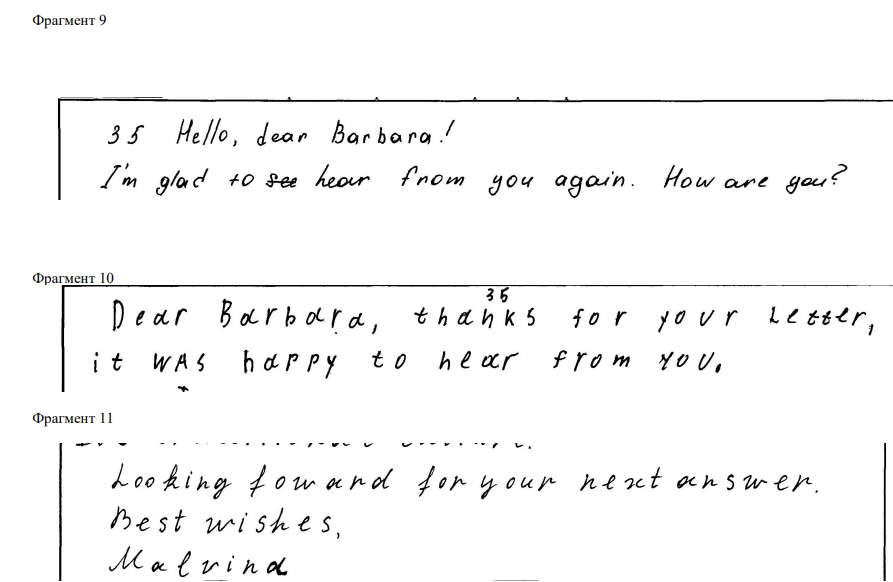 Фрагмент 9
35 Hello, dear Barbara!
I'm glad to see hear from you again. How are you?
Фрагмент 10
35
Dear Barbara, thanks for your letter,
it was happy to hear from you.
Фрагмент 11
Looking foward for your next answer.
Best wishes,
Malvina